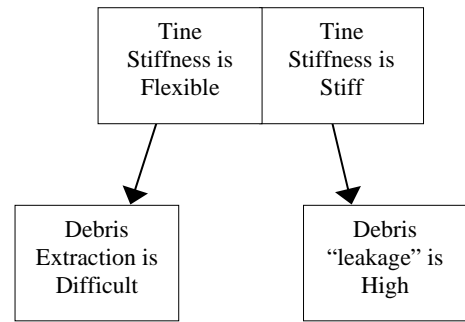 Tine
Stiffness is
Flexible
Tine
Stiffness is
Stiff
Debris
Extraction is
Difficult
Debris
“leakage” is
High